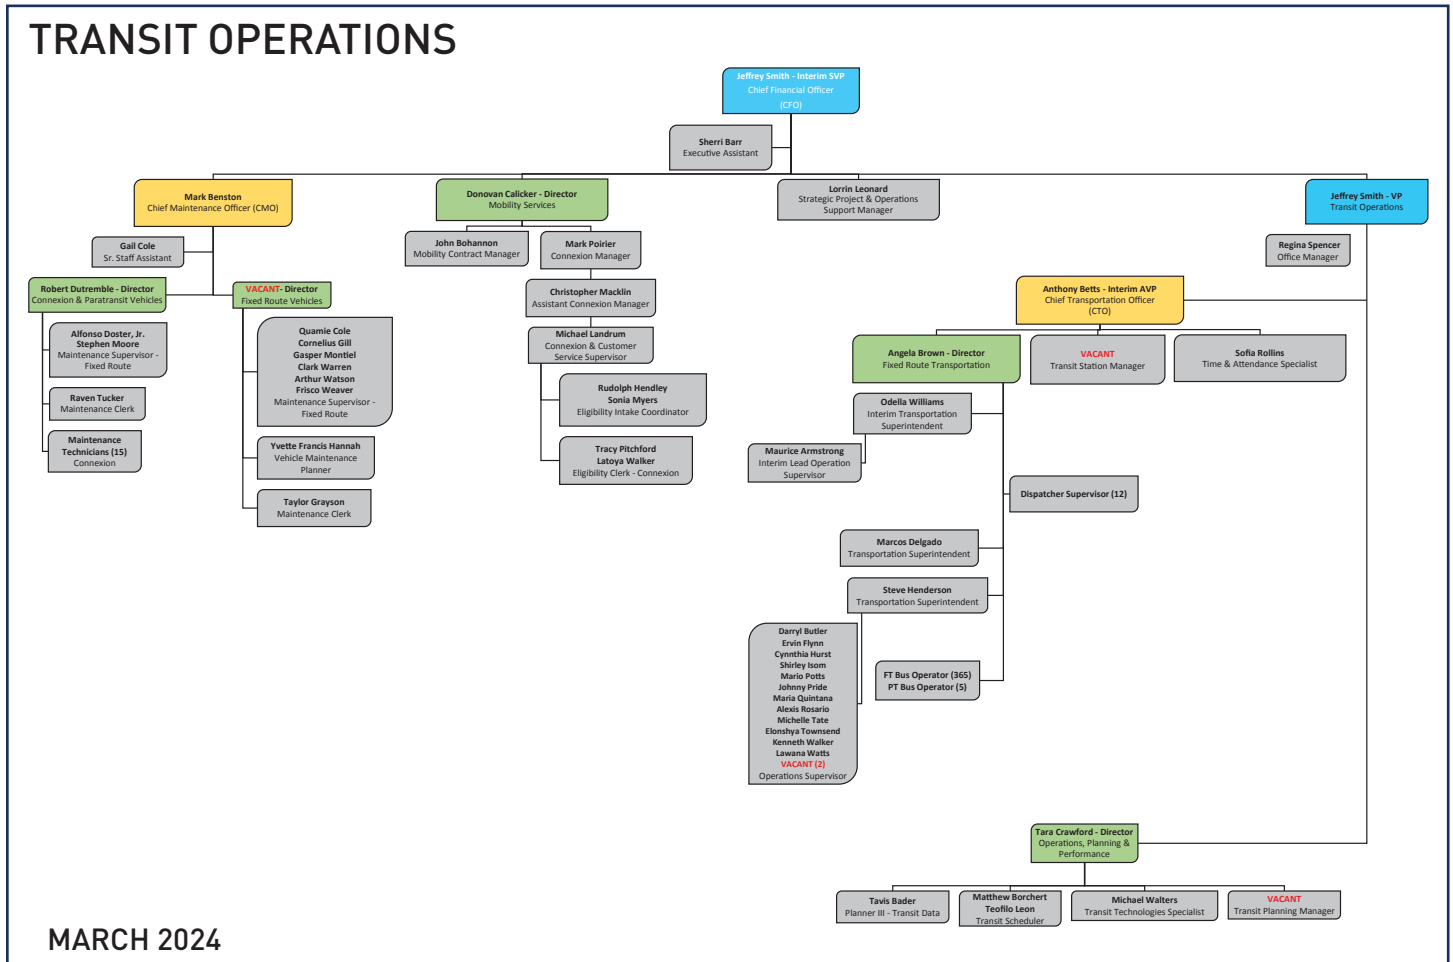 TRANSIT OPERATIONS
Jeffrey Smith - Interim SVP
Chief Financial Officer
(CFO)
Sherri Barr
Executive Assistant
Mark Benston
Chief Maintenance Officer (CMO)
Donovan Calicker - Director
Mobility Services
Lorrin Leonard
Strategic Project & Operations
Support Manager
Jeffrey Smith - VP
Transit Operations
Gail Cole
Sr. Staff Assistant
John Bohannon
Mobility Contract Manager
Mark Poirier
Connexion Manager
Regina Spencer
Office Manager
Robert Dutremble - Director
Connexion & Paratransit Vehicles
VACANT- Director
Fixed Route Vehicles
Christopher Macklin
Assistant Connexion Manager
Anthony Betts - Interim AVP
Chief Transportation Officer
(CTO)
Alfonso Doster, Jr.
Stephen Moore
Maintenance Supervisor -
Fixed Route
Quamie Cole
Cornelius Gill
Gasper Montiel
Clark Warren
Arthur Watson
Frisco Weaver
Maintenance Supervisor -
Fixed Route
Michael Landrum
Connexion & Customer
Service Supervisor
Angela Brown - Director
Fixed Route Transportation
VACANT
Transit Station Manager
Sofia Rollins
Time & Attendance Specialist
Raven Tucker
Maintenance Clerk
Rudolph Hendley
Sonia Myers
Eligibility Intake Coordinator
Odella Williams
Interim Transportation
Superintendent
Maintenance
Technicians (15)
Connexion
Yvette Francis Hannah
Vehicle Maintenance
Planner
Tracy Pitchford
Latoya Walker
Eligibility Clerk - Connexion
Maurice Armstrong
Interim Lead Operation
Supervisor
Taylor Grayson
Maintenance Clerk
Dispatcher Supervisor (12)
Marcos Delgado
Transportation Superintendent
Steve Henderson
Transportation Superintendent
Darryl Butler
Ervin Flynn
Cynnthia Hurst
Shirley Isom
Mario Potts
Johnny Pride
Maria Quintana
Alexis Rosario
Michelle Tate
Elonshya Townsend
Kenneth Walker
Lawana Watts
VACANT (2)
Operations Supervisor
FT Bus Operator (365)
PT Bus Operator (5)
Tara Crawford - Director
Operations, Planning &
Performance
Tavis Bader
Planner III - Transit Data
Matthew Borchert
Teofilo Leon
Transit Scheduler
Michael Walters
Transit Technologies Specialist
VACANT
Transit Planning Manager
MARCH 2024